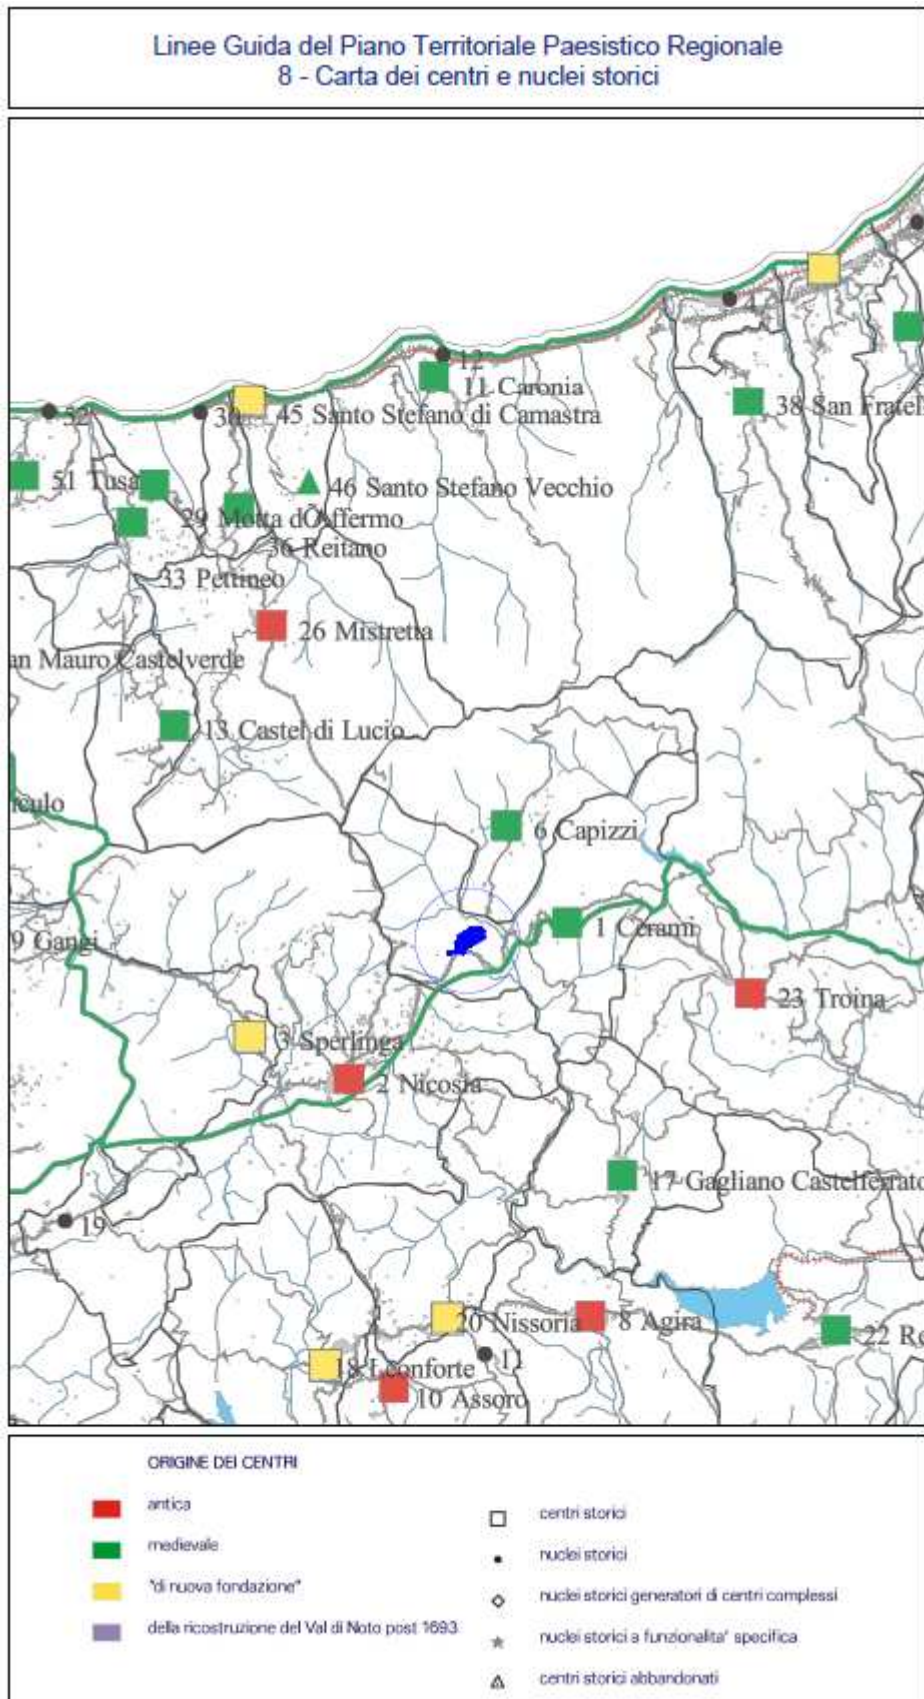 Linee Guida del Piano Territoriale Paesistico Regionale
8 - Carta dei centri e nuclei storici
12
11 Caronia
38 San Fratel
32
30
45 Santo Stefano di Camastra
51 Tusa
46 Santo Stefano Vecchio
29 Motta dOAffermo
36 Reitano
33 Pettineo
26 Mistretta
an Mauro Castelverde
13 Castel di Lucio
iculo
6 Capizzi
9 Gangi
1 Cerami
23 Troina
3 Sperlinga
2 Nicosia
17 Gagliano Castelferrato
19
20 Nissoria
8 Agira
22 Re
11
18 Leonforte
10 Assoro
ORIGINE DEI CENTRI
antica
medievale
"di nuova fondazione"
della ricostruzione del Val di Noto post 1693
centri storici
nuclei storici
nuclei storici generatori di centri complessi
nuclei storici a funzionalita' specifica
centri storici abbandonati